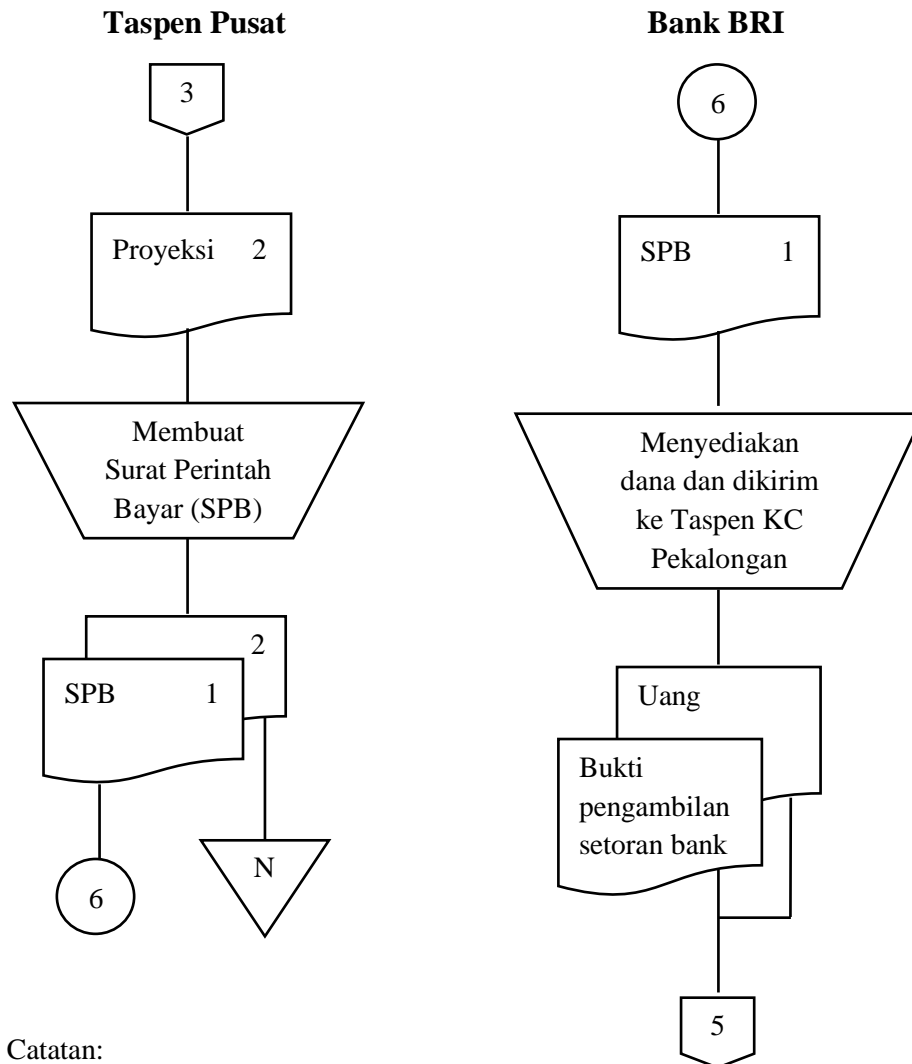 Taspen Pusat
3
Proyeksi 2
Membuat
Surat Perintah
Bayar (SPB)
2
SPB 1
6
N
Bank BRI
6
SPB 1
Menyediakan
dana dan dikirim
ke Taspen KC
Pekalongan
Uang
Bukti
pengambilan
setoran bank
5
Catatan: